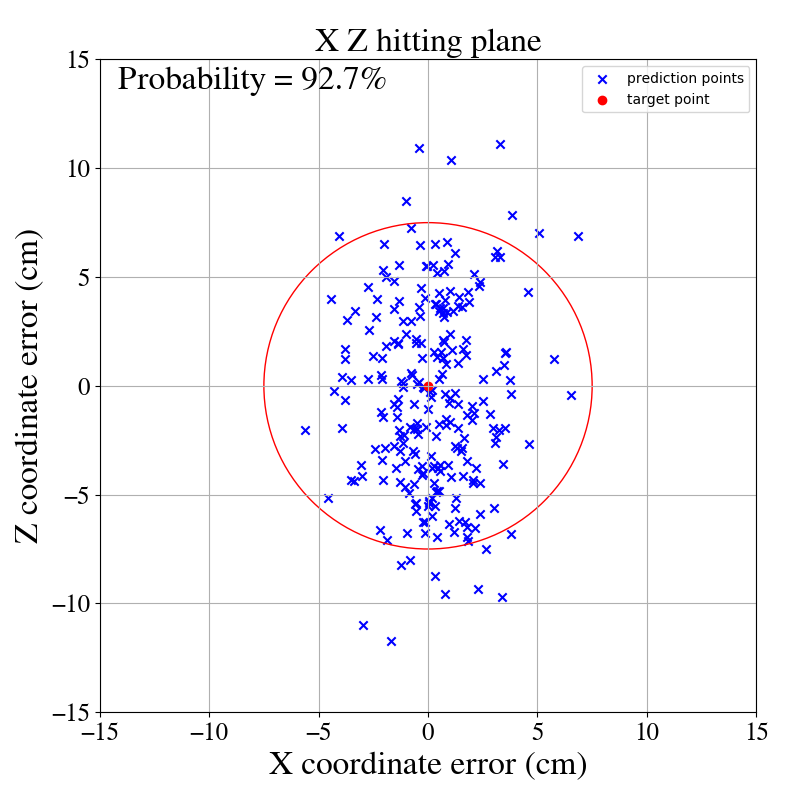 X Z hitting plane
Probability = 92.7%
prediction points
target point
15
10
5
0
−5
−10
−15
Z coordinate error (cm)
−15 −10 −5 0 5 10 15
X coordinate error (cm)